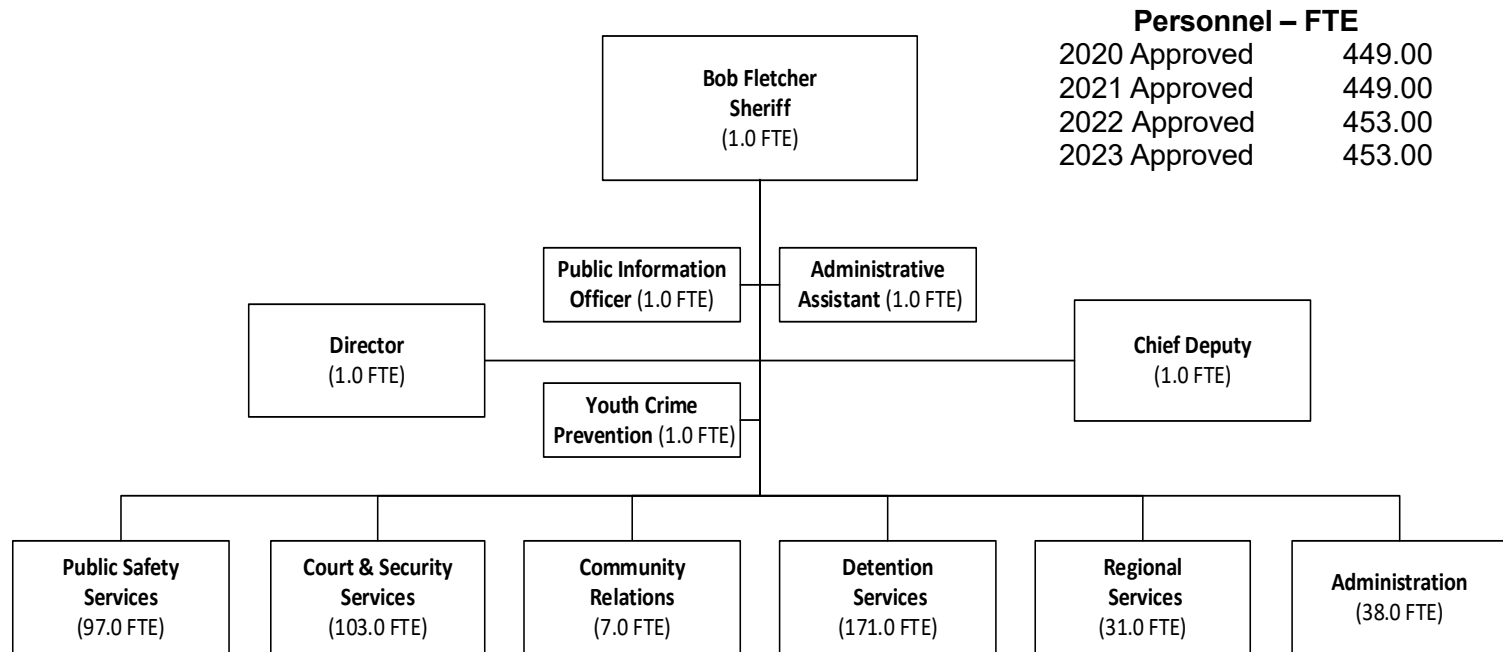 Personnel – FTE
2020 Approved 449.00
2021 Approved 449.00
2022 Approved 453.00
2023 Approved 453.00
Bob Fletcher
Sheriff
(1.0 FTE)
Public Information
Officer (1.0 FTE)
Administrative
Assistant (1.0 FTE)
Director
(1.0 FTE)
Chief Deputy
(1.0 FTE)
Youth Crime
Prevention (1.0 FTE)
Public Safety
Services
(97.0 FTE)
Court & Security
Services
(103.0 FTE)
Community
Relations
(7.0 FTE)
Detention
Services
(171.0 FTE)
Regional
Services
(31.0 FTE)
Administration
(38.0 FTE)